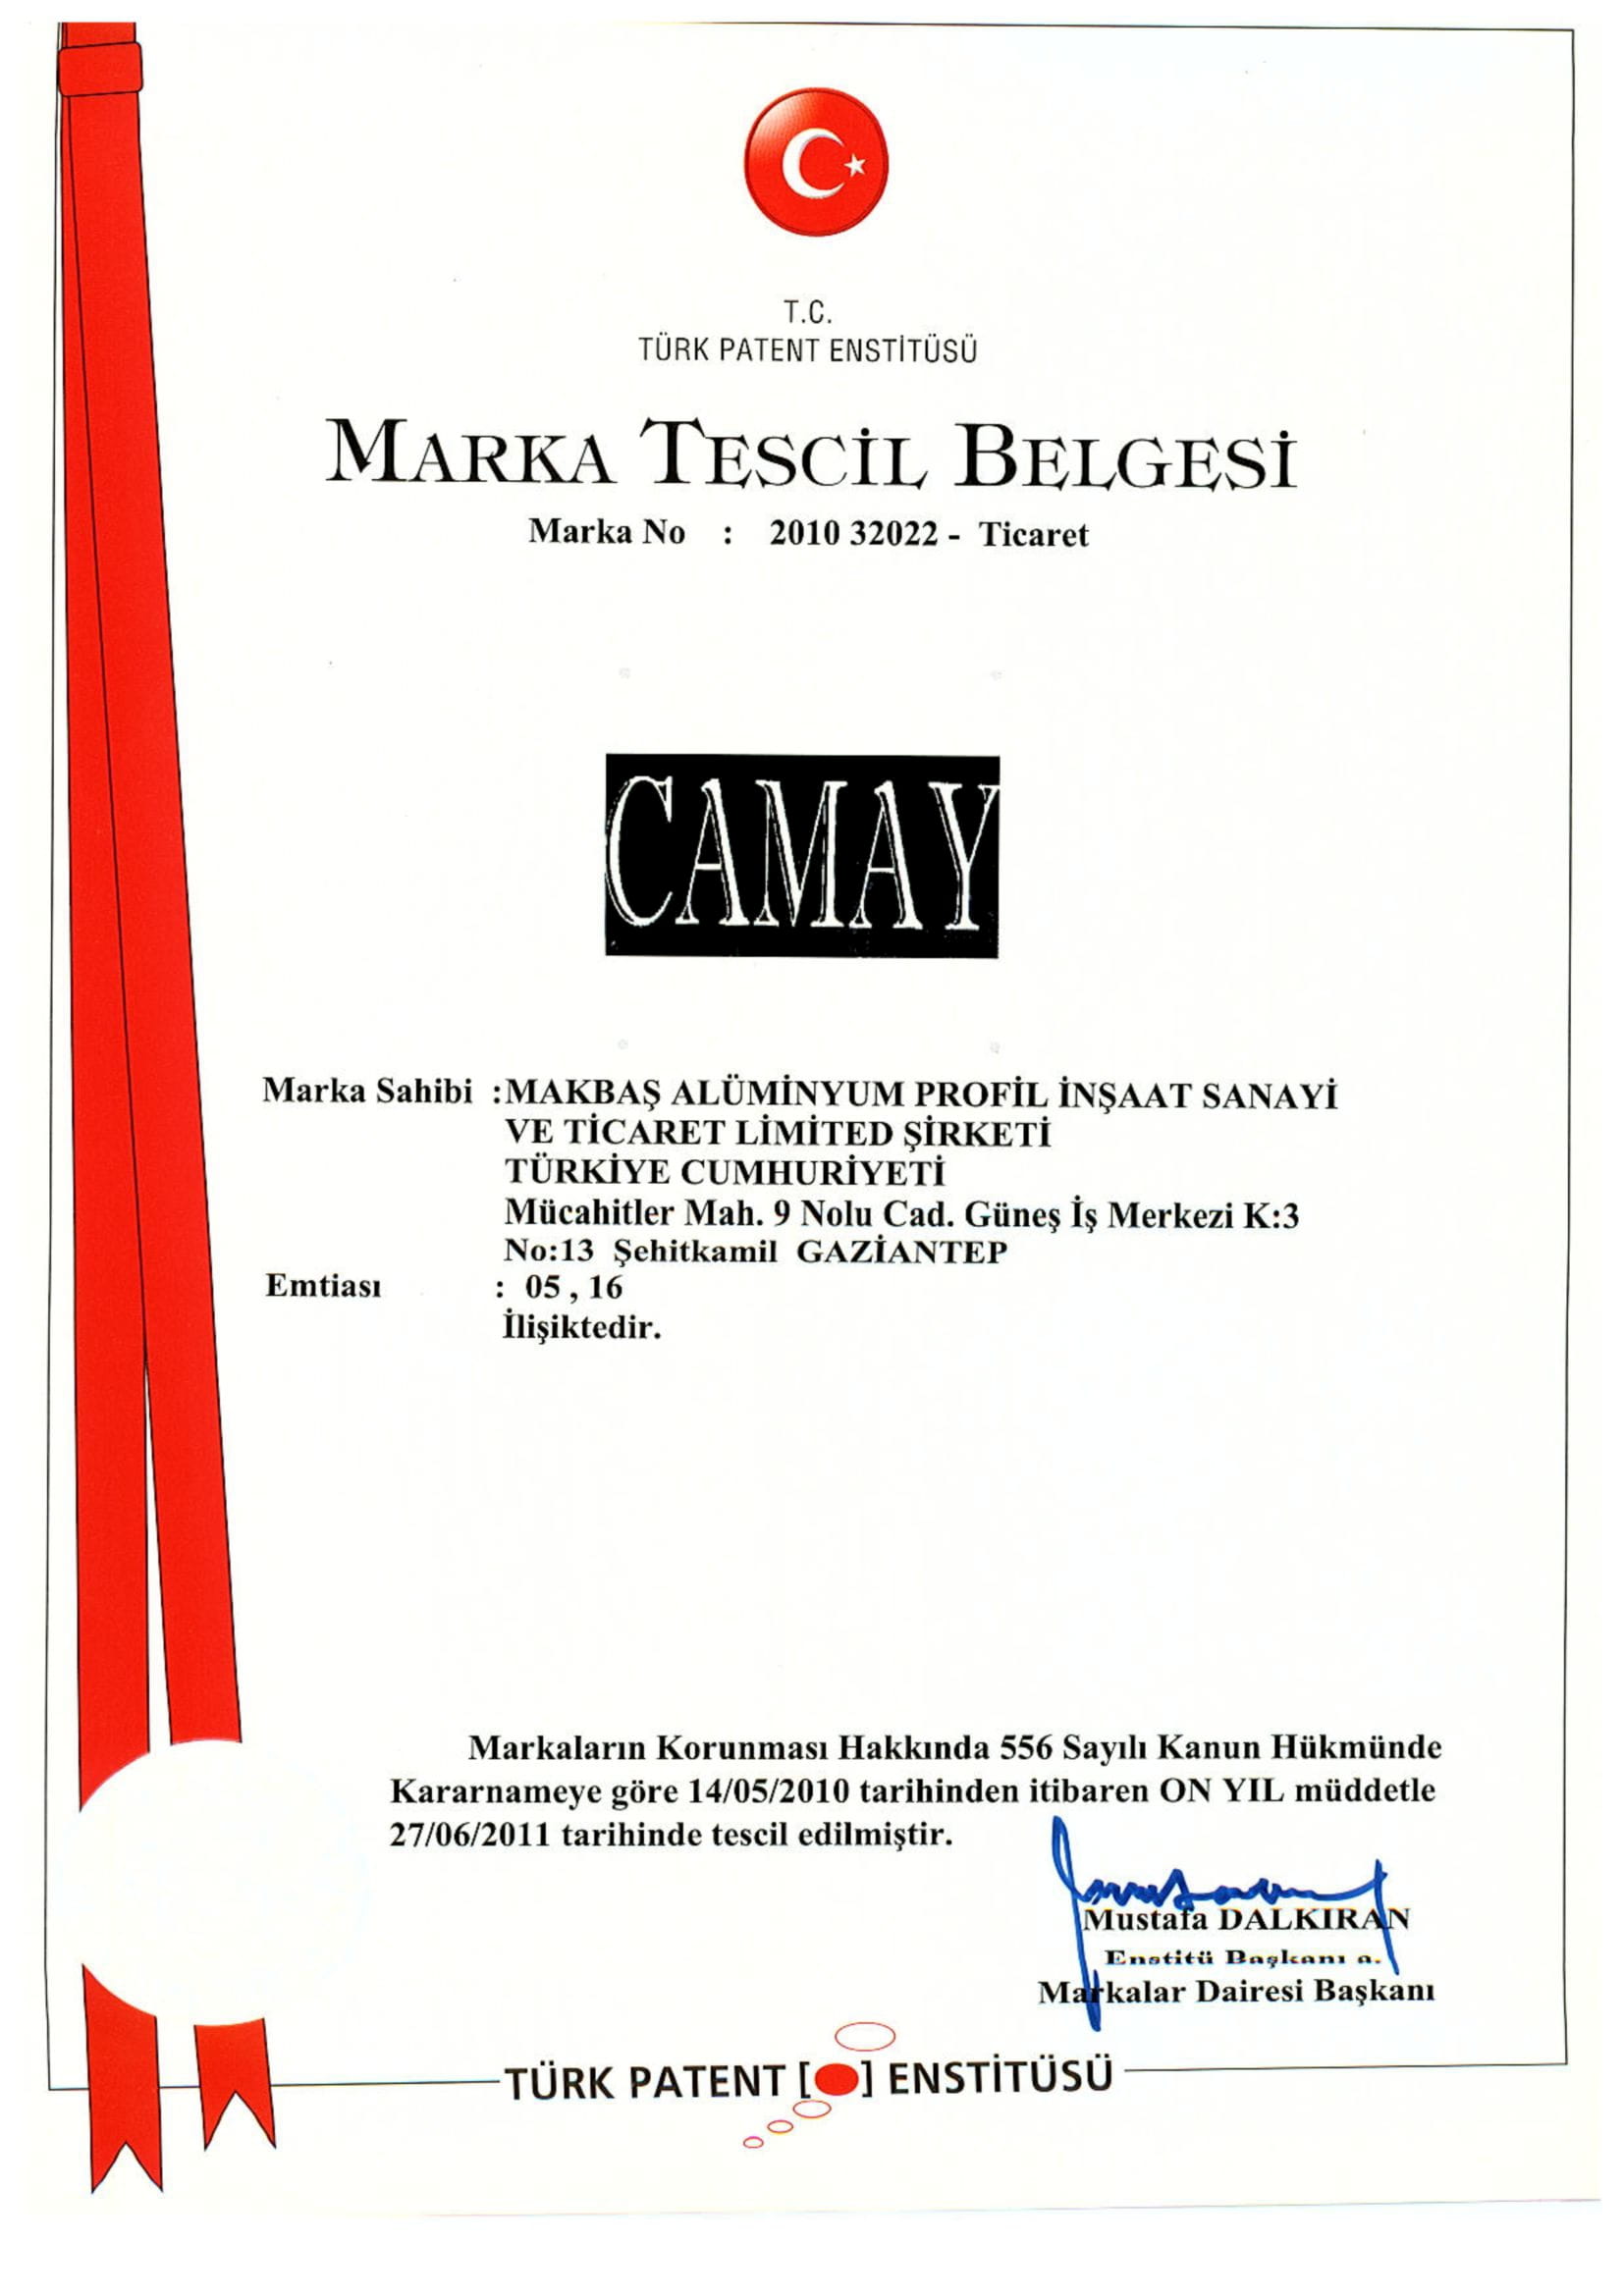 T.C.
TÜRK PATENT ENSTİTÜSÜ
MARKA TESCİL BELGESİ
Marka No : 2010 32022 - Ticaret
CAMAY
Marka Sahibi :MAKBAŞ ALÜMİNYUM PROFİL İNŞAAT SANAYİ
VE TİCARET LİMİTED ŞİRKETİ
TÜRKİYE CUMHURİYETİ
Mücahitler Mah. 9 Nolu Cad. Güneş İş Merkezi K:3
No:13 Şehitkamil GAZİANTEP
Emtiası : 05 , 16
İlişiktedir.
Markaların Korunması Hakkında 556 Sayılı Kanun Hükmünde
Kararnameye göre 14/05/2010 tarihinden itibaren ON YIL müddetle
27/06/2011 tarihinde tescil edilmiştir.
Mustafa DALKIRAN
Enstitü Başkanı a.
Markalar Dairesi Başkanı
TÜRK PATENT [ ] ENSTİTÜSÜ